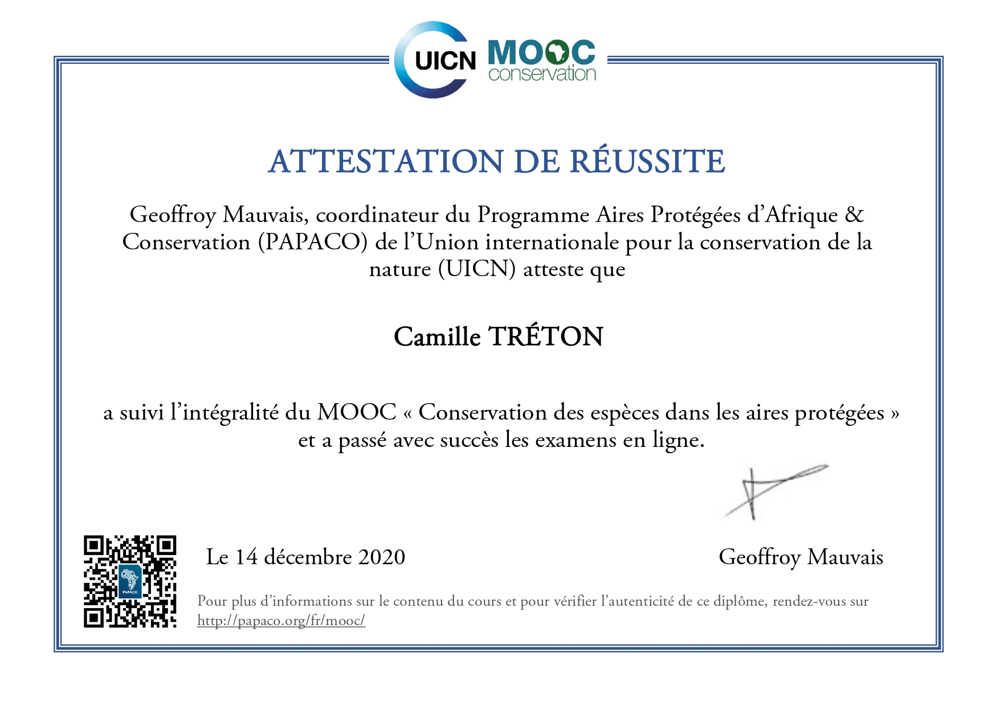 UICN
MOOC
conservation
ATTESTATION DE RÉUSSITE
Geoffroy Mauvais, coordinateur du Programme Aires Protégées d’Afrique &
Conservation (PAPACO) de l’Union internationale pour la conservation de la
nature (UICN) atteste que
Camille TRÉTON
a suivi l’intégralité du MOOC « Conservation des espèces dans les aires protégées »
et a passé avec succès les examens en ligne.
Le 14 décembre 2020
Geoffroy Mauvais
PAPACO
Pour plus d’informations sur le contenu du cours et pour vérifier l’autenticité de ce diplôme, rendez-vous sur
http://papaco.org/fr/mooc/